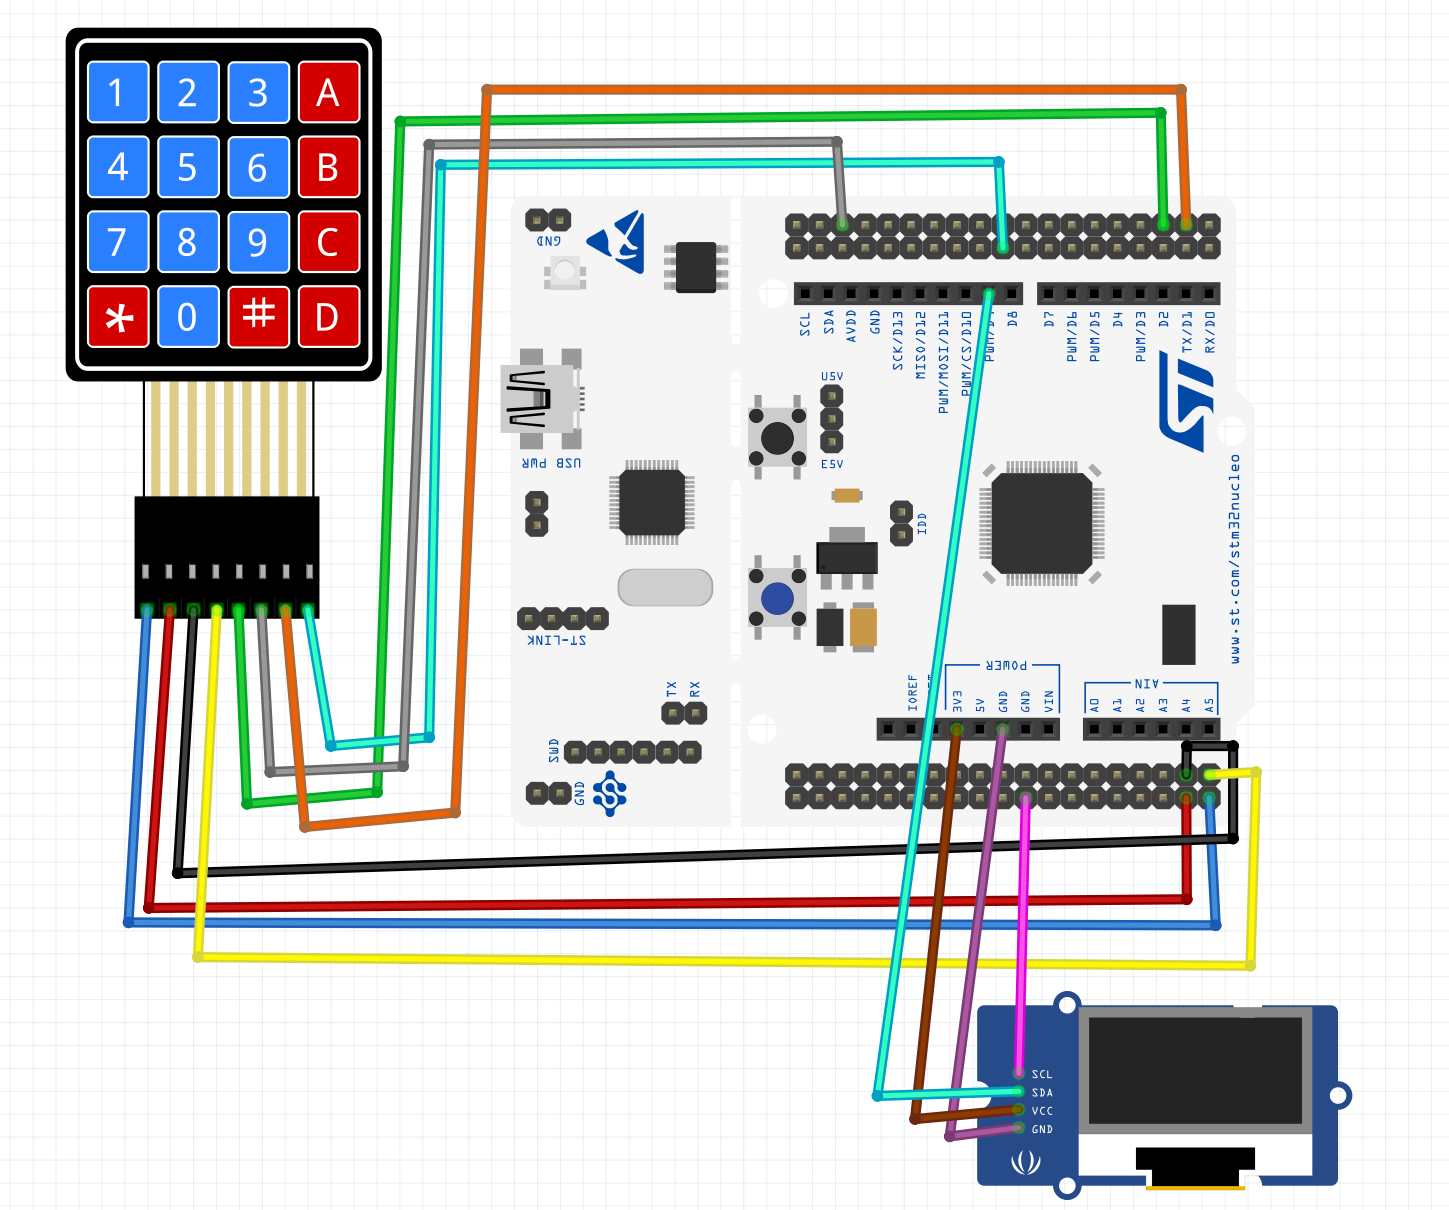 1 2 3 A
4 5 6 B
7 8 9 C
* 0 # D
GND
USB PWR
ST-LINK
TX
RX
SWD
GND
SCL
SDA
AVDD
GND
SCK/D13
MISO/D12
PWM/MOSI/D11
PWM/CS/D10
D8
D7
PWM/D6
PWM/D5
D4
PWM/D3
D2
TX/D1
RX/D0
U5V
E5V
IDD
ST
www.st.com/stm32nucleo
POWER
IOREF
3V3
5V
GND
GND
VIN
AIN
A0
A1
A2
A3
A4
A5
SCL
SDA
VCC
GND